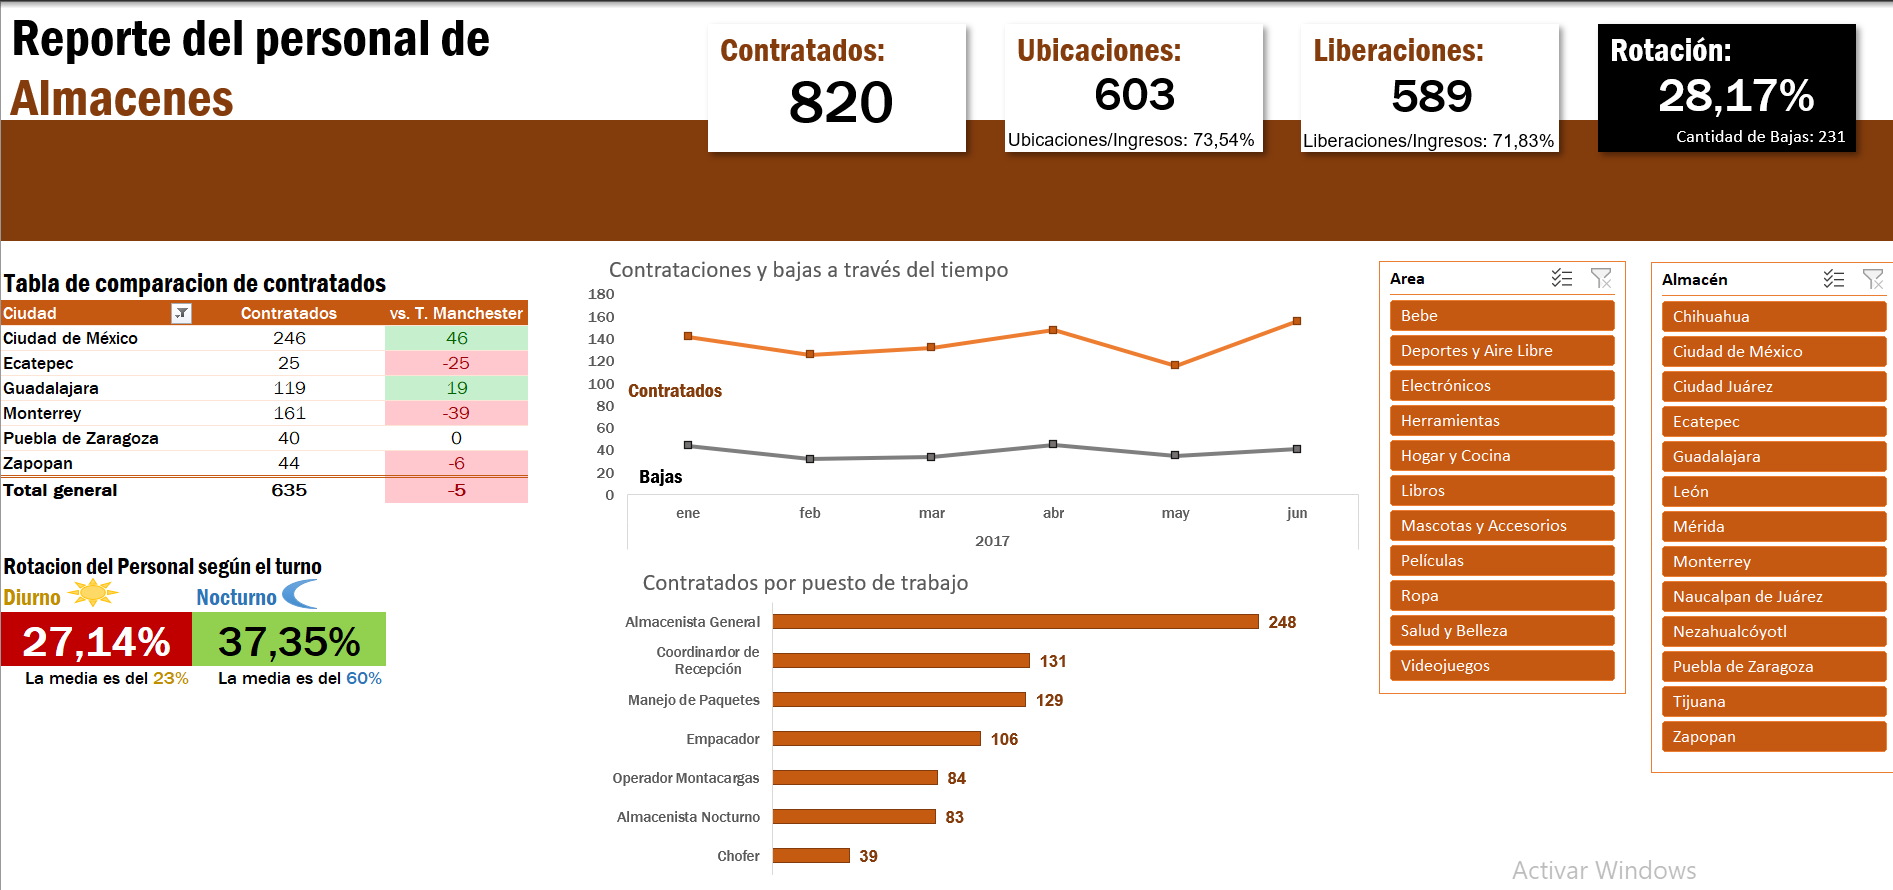 Reporte del personal de
Almacenes
Contratados:
820
Ubicaciones:
603
Ubicaciones/Ingresos: 73,54%
Liberaciones:
589
Liberaciones/Ingresos: 71,83%
Rotación:
28,17%
Cantidad de Bajas: 231
Tabla de comparacion de contratados
Ciudad Contratados vs. T. Manchester
Ciudad de México 246 46
Ecatepec 25 -25
Guadalajara 119 19
Monterrey 161 -39
Puebla de Zaragoza 40 0
Zapopan 44 -6
Total general 635 -5
Rotacion del Personal según el turno
Diurno Nocturno
27,14% 37,35%
La media es del 23% La media es del 60%
Contrataciones y bajas a través del tiempo
180
160
140
120
100
80
60
40
20
0
Contratados
Bajas
ene feb mar abr may jun
2017
Contratados por puesto de trabajo
Almacenista General 248
Coordinardor de
Recepción 131
Manejo de Paquetes 129
Empacador 106
Operador Montacargas 84
Almacenista Nocturno 83
Chofer 39
Area
Bebe
Deportes y Aire Libre
Electrónicos
Herramientas
Hogar y Cocina
Libros
Mascotas y Accesorios
Películas
Ropa
Salud y Belleza
Videojuegos
Almacén
Chihuahua
Ciudad de México
Ciudad Juárez
Ecatepec
Guadalajara
León
Mérida
Monterrey
Naucalpan de Juárez
Nezahualcóyotl
Puebla de Zaragoza
Tijuana
Zapopan
Activar Windows